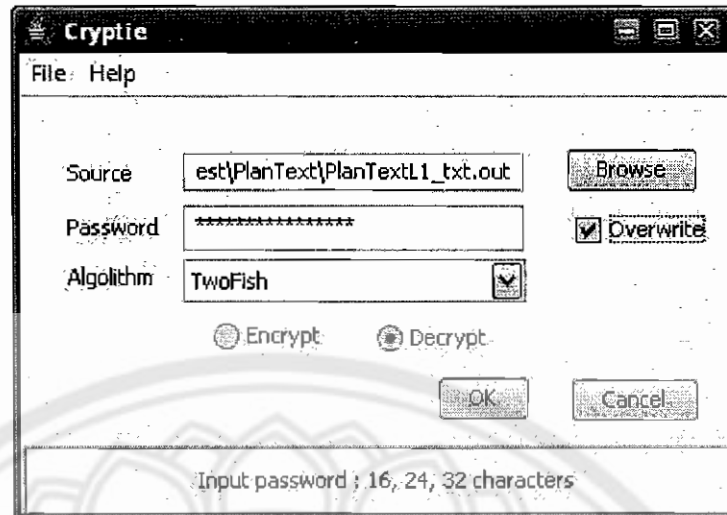 Cryptie
File Help
Source est\PlanText\PlanTextL1_txt.out Browse
Password **************** Overwrite
Algolithm TwoFish
Encrypt Decrypt
OK Cancel
Input password : 16, 24, 32 characters